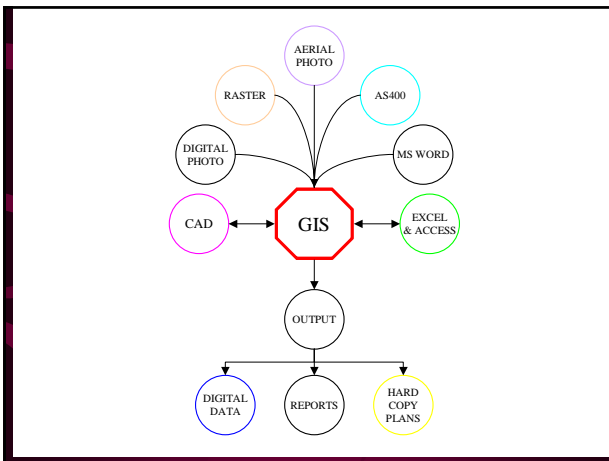 AERIAL
PHOTO
RASTER
AS400
DIGITAL
PHOTO
MS WORD
CAD
GIS
EXCEL
& ACCESS
OUTPUT
DIGITAL
DATA
REPORTS
HARD
COPY
PLANS